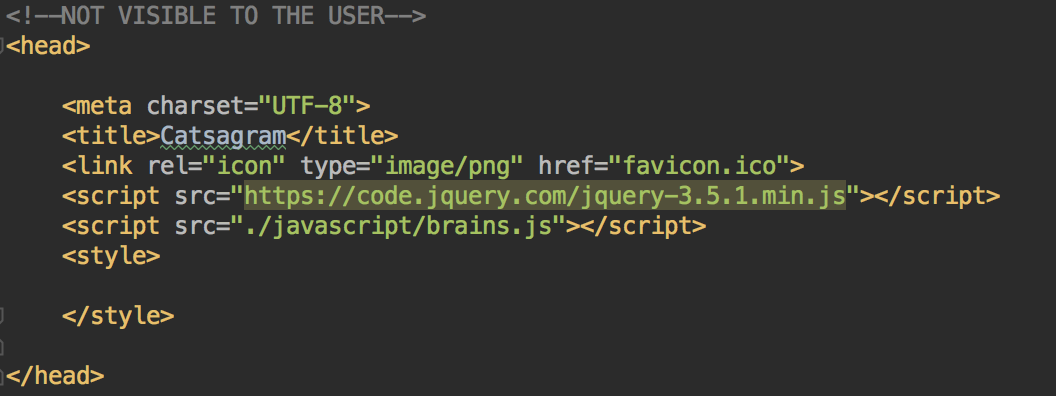 <!--NOT VISIBLE TO THE USER-->
<head>
<meta charset="UTF-8">
<title>Catsagram</title>
<link rel="icon" type="image/png" href="favicon.ico">
<script src="https://code.jquery.com/jquery-3.5.1.min.js"></script>
<script src="./javascript/brains.js"></script>
<style>
</style>
</head>